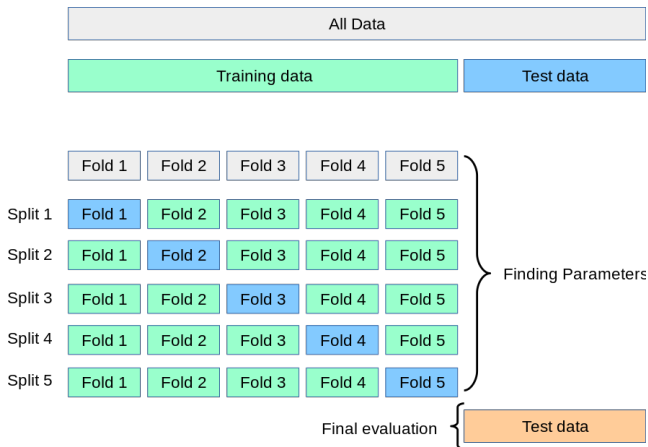 All Data
Training data Test data
Fold 1 Fold 2 Fold 3 Fold 4 Fold 5
Split 1 Fold 1 Fold 2 Fold 3 Fold 4 Fold 5
Split 2 Fold 1 Fold 2 Fold 3 Fold 4 Fold 5
Finding Parameters
Split 3 Fold 1 Fold 2 Fold 3 Fold 4 Fold 5
Split 4 Fold 1 Fold 2 Fold 3 Fold 4 Fold 5
Split 5 Fold 1 Fold 2 Fold 3 Fold 4 Fold 5
Final evaluation Test data